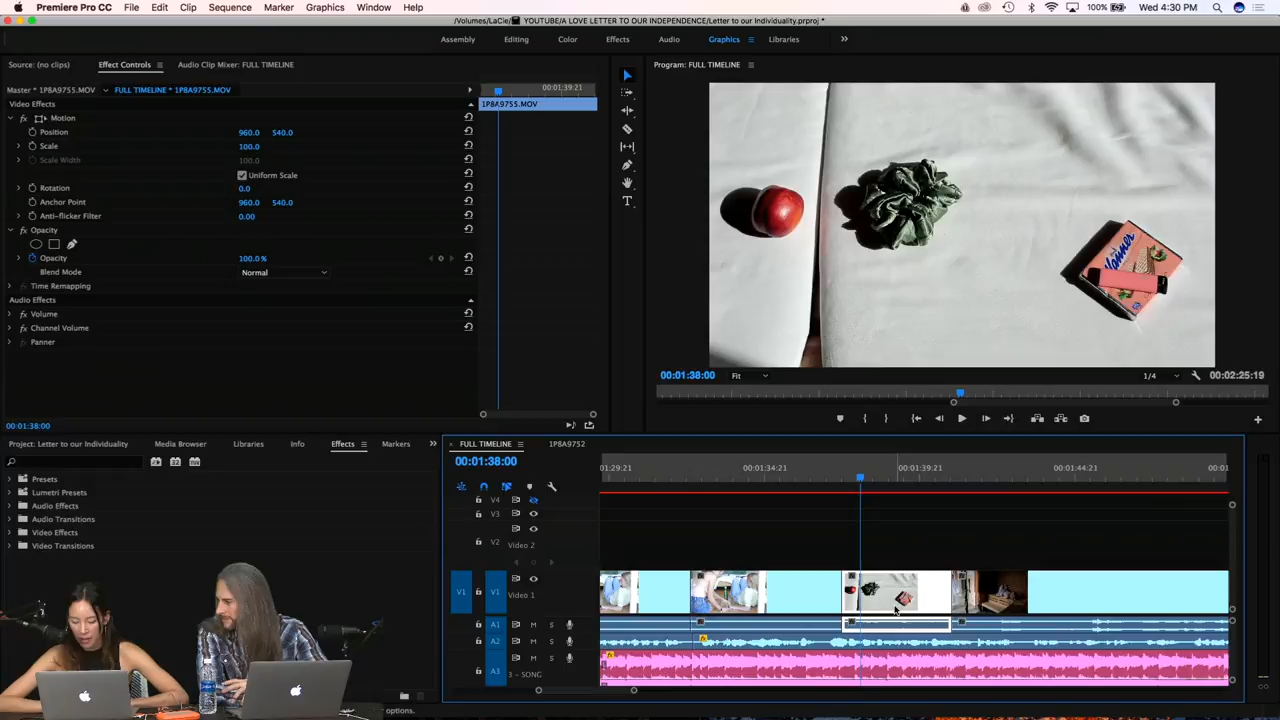 Premiere Pro CC File Edit Clip Sequence Marker Graphics Window Help 100% Wed 4:30 PM
/Volumes/LaCie/ YOUTUBE/A LOVE LETTER TO OUR INDEPENDENCE/Letter to our Individuality.prproj *
Assembly Editing Color Effects Audio Graphics Libraries
Source: (no clips) Effect Controls Audio Clip Mixer: FULL TIMELINE Program: FULL TIMELINE
Master * 1P8A9755.MOV FULL TIMELINE * 1P8A9755.MOV 00:01:39:21
Video Effects 1P8A9755.MOV
fx Motion
Position 960.0 540.0
Scale 100.0
Scale Width 100.0
Uniform Scale
Rotation 0.0
Anchor Point 960.0 540.0
Anti-flicker Filter 0.00
fx Opacity
Opacity 100.0 %
Blend Mode Normal
Time Remapping
Audio Effects
fx Volume
fx Channel Volume
fx Panner
00:01:38:00 Fit 1/4 00:02:25:19
00:01:38:00
Project: Letter to our Individuality Media Browser Libraries Info Effects Markers
FULL TIMELINE 1P8A9752
00:01:38:00
01:29:21 00:01:34:21 00:01:39:21 00:01:44:21 00:01
Presets
Lumetri Presets
Audio Effects
Audio Transitions
Video Effects
Video Transitions
V4
V3
V2 Video 2
V1 V1 Video 1
A1 M S
A2 M S
A3 M S 3 - SONG
options.